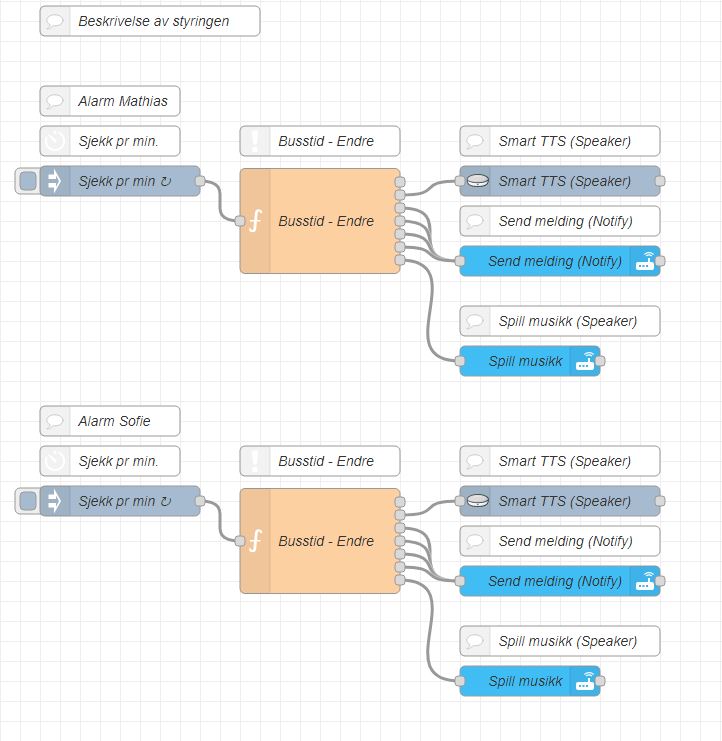 Beskrivelse av styringen
Alarm Mathias
Sjekk pr min.
Busstid - Endre
Smart TTS (Speaker)
Sjekk pr min ↻
Busstid - Endre
Smart TTS (Speaker)
Send melding (Notify)
Send melding (Notify)
Spill musikk (Speaker)
Spill musikk
Alarm Sofie
Sjekk pr min.
Busstid - Endre
Smart TTS (Speaker)
Sjekk pr min ↻
Busstid - Endre
Smart TTS (Speaker)
Send melding (Notify)
Send melding (Notify)
Spill musikk (Speaker)
Spill musikk